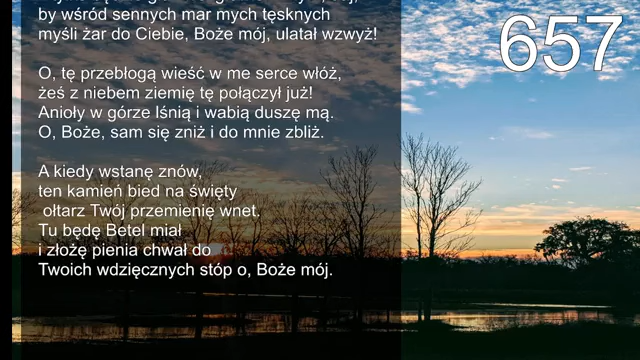 by wśród sennych mar mych tęsknych
myśli żar do Ciebie, Boże mój, ulatał wzwyż!
O, tę przebłogą wieść w me serce włóż,
żeś z niebem ziemię tę połączył już!
Anioły w górze lśnią i wabią duszę mą.
O, Boże, sam się zniż i do mnie zbliż.
A kiedy wstanę znów,
ten kamień bied na święty
ołtarz Twój przemienię wnet.
Tu będę Betel miał
i złożę pienia chwał do
Twoich wdzięcznych stóp o, Boże mój.
657